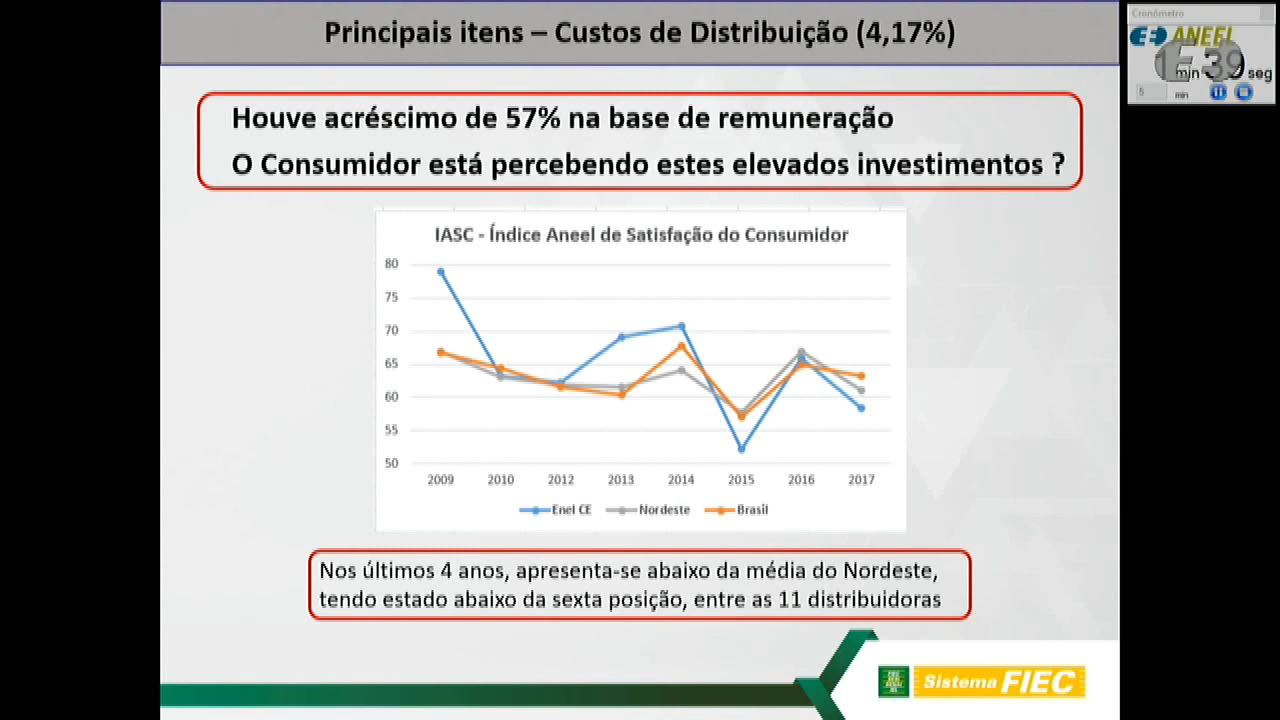 Principais itens – Custos de Distribuição (4,17%)
Cronômetro
ANEEL
min 39 seg
5 min
Houve acréscimo de 57% na base de remuneração
O Consumidor está percebendo estes elevados investimentos ?
IASC - Índice Aneel de Satisfação do Consumidor
80
75
70
65
60
55
50
2009 2010 2012 2013 2014 2015 2016 2017
Enel CE Nordeste Brasil
Nos últimos 4 anos, apresenta-se abaixo da média do Nordeste,
tendo estado abaixo da sexta posição, entre as 11 distribuidoras
Sistema FIEC